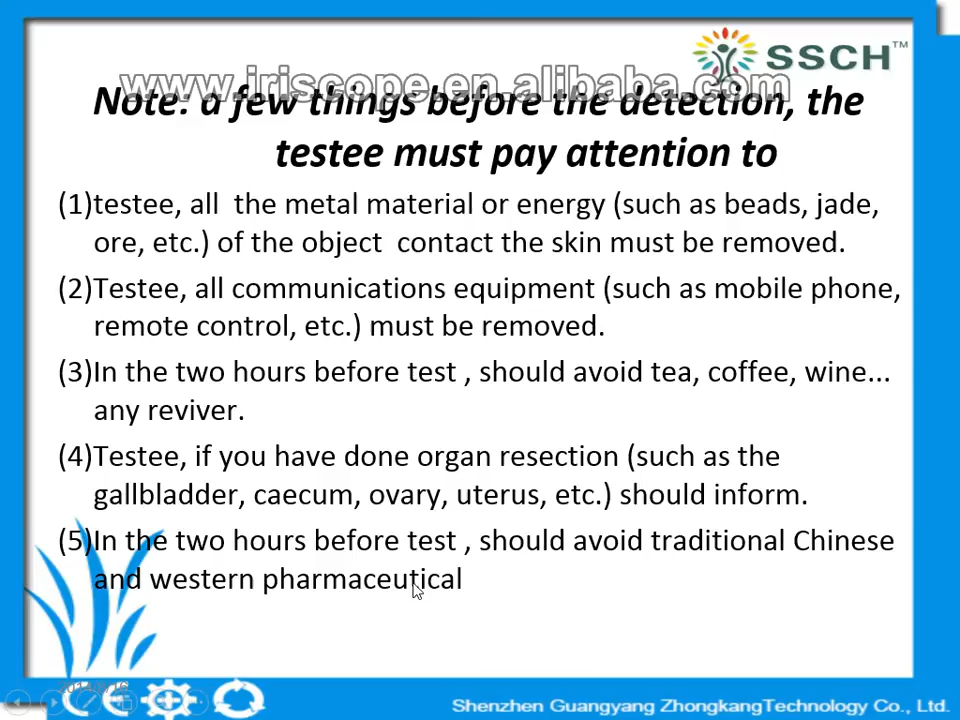 SSCH™
www.iriscope.en.alibaba.com
Note: a few things before the detection, the
testee must pay attention to
(1)testee, all the metal material or energy (such as beads, jade,
ore, etc.) of the object contact the skin must be removed.
(2)Testee, all communications equipment (such as mobile phone,
remote control, etc.) must be removed.
(3)In the two hours before test , should avoid tea, coffee, wine...
any reviver.
(4)Testee, if you have done organ resection (such as the
gallbladder, caecum, ovary, uterus, etc.) should inform.
(5)In the two hours before test , should avoid traditional Chinese
and western pharmaceutical
Shenzhen Guangyang ZhongkangTechnology Co., Ltd.